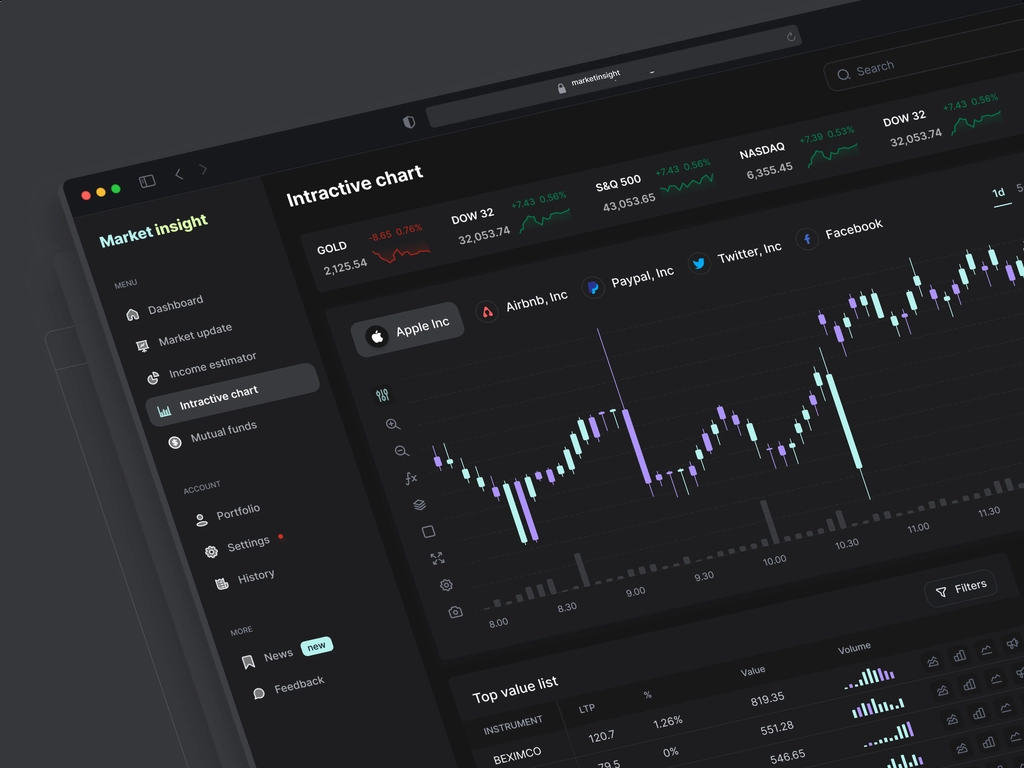 marketinsight
Search
Market insight
Intractive chart
GOLD
-8.65 0.76%
2,125.54
DOW 32
+7.43 0.56%
32,053.74
S&Q 500
+7.43 0.56%
43,053.65
NASDAQ
+7.39 0.53%
6,355.45
DOW 32
+7.43 0.56%
32,053.74
MENU
Dashboard
Market update
Income estimator
Intractive chart
Mutual funds
ACCOUNT
Portfolio
Settings
History
MORE
News new
Feedback
Apple Inc
Airbnb, Inc
Paypal, Inc
Twitter, Inc
Facebook
1d
fx
8.00
8.30
9.00
9.30
10.00
10.30
11.00
11.30
Filters
Top value list
INSTRUMENT LTP % Value Volume
BEXIMCO 120.7 1.26% 819.35
79.5 0% 551.28
546.65